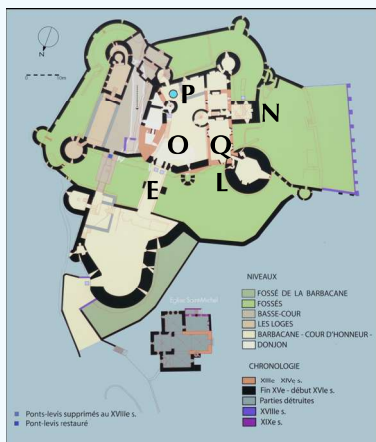 N
P
N
O
Q
E
L
NIVEAUX
FOSSÉ DE LA BARBACANE
FOSSÉS
BASSE-COUR
LES LOGES
BARBACANE - COUR D'HONNEUR -
DONJON
CHRONOLOGIE
XIIIe XIVe s.
Fin XVe - début XVIe s.
Parties détruites
XVIIIe s.
XIXe s.
Ponts-levis supprimés au XVIIIe s.
Pont-levis restauré